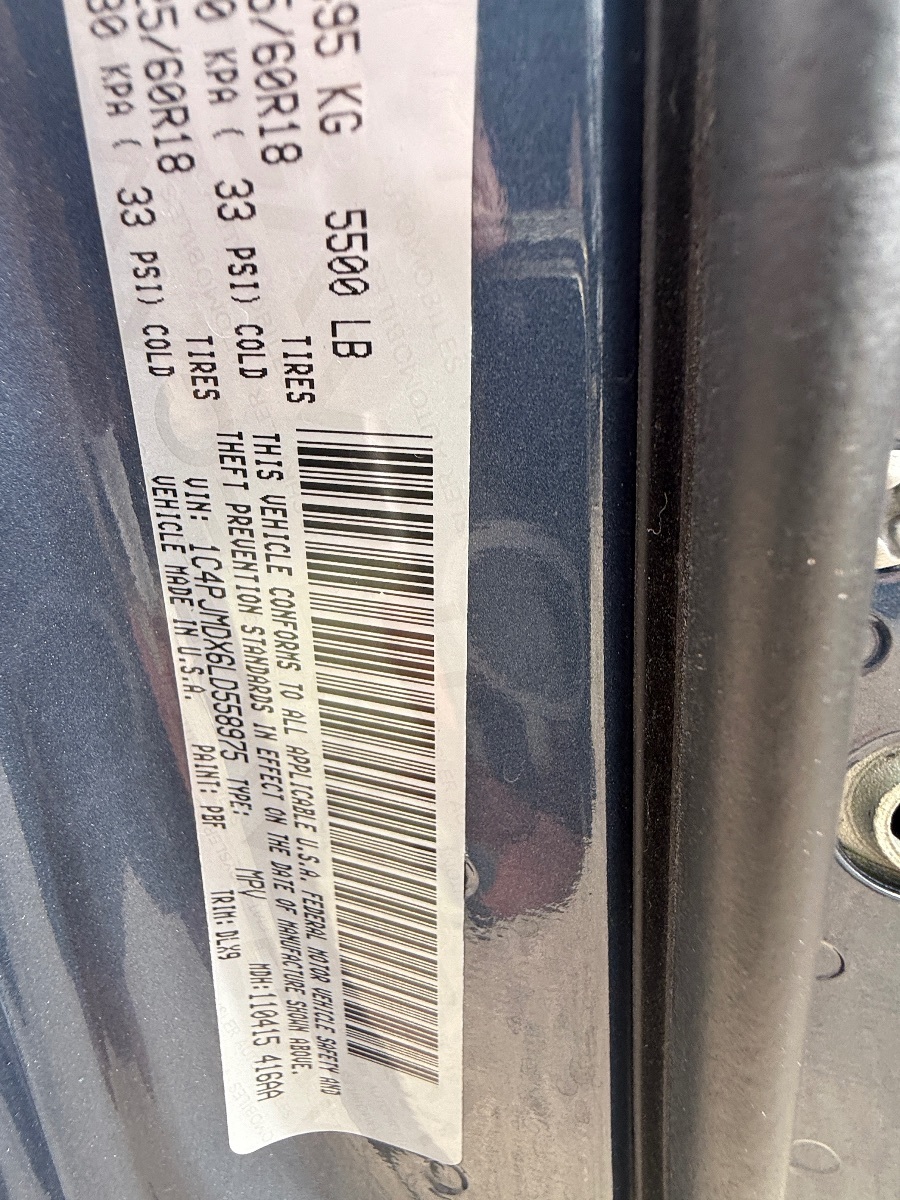 95 KG 5500 LB
/60R18 TIRES
0 KPA ( 33 PSI) COLD
5/60R18 TIRES
80 KPA ( 33 PSI) COLD
THIS VEHICLE CONFORMS TO ALL APPLICABLE U.S.A. FEDERAL MOTOR VEHICLE SAFETY AND
THEFT PREVENTION STANDARDS IN EFFECT ON THE DATE OF MANUFACTURE SHOWN ABOVE.
VIN: 1C4PJMDX6LD558975 TYPE: MPV MDH:110415 416AA
VEHICLE MADE IN U.S.A. PAINT: PBF TRIM: DLX9